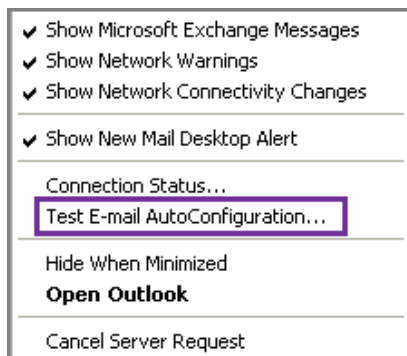 Show Microsoft Exchange Messages
Show Network Warnings
Show Network Connectivity Changes
Show New Mail Desktop Alert
Connection Status...
Test E-mail AutoConfiguration...
Hide When Minimized
Open Outlook
Cancel Server Request